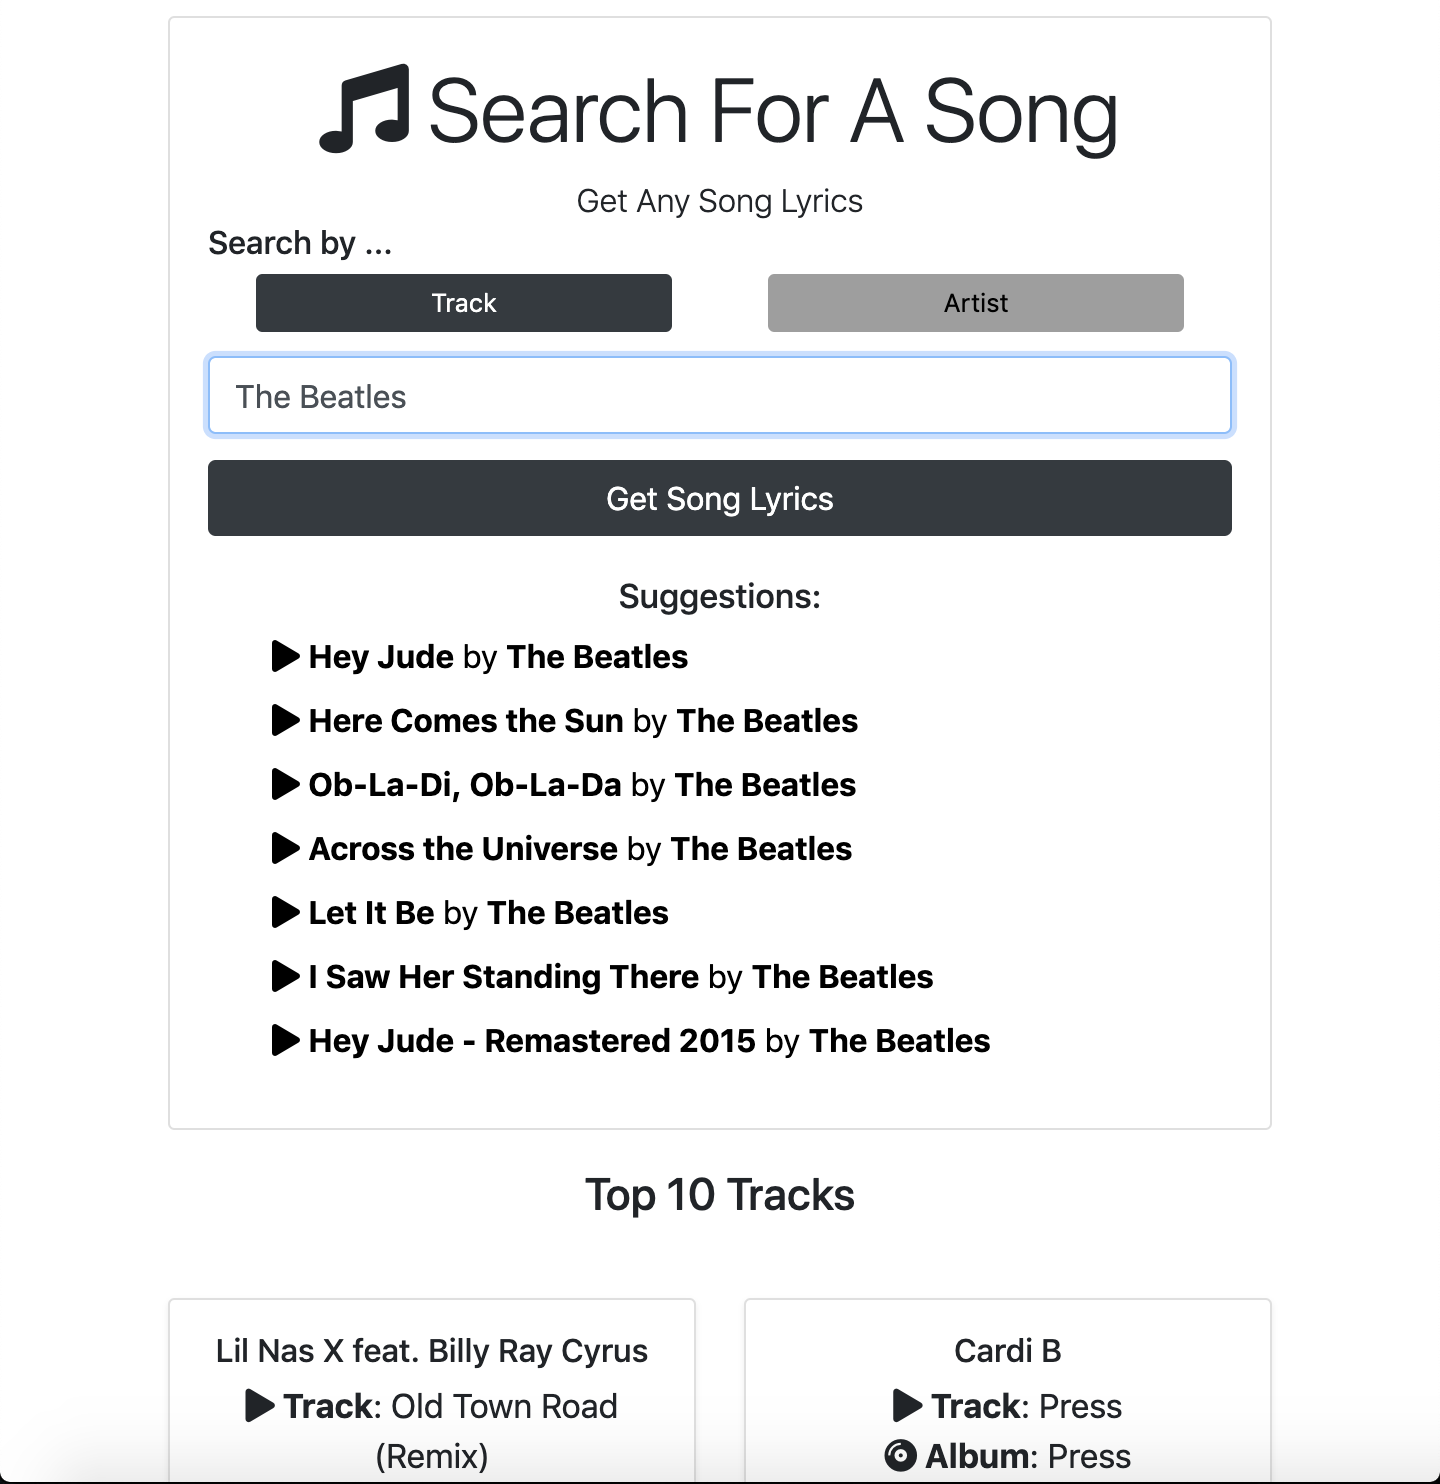 Search For A Song
Get Any Song Lyrics
Search by ...
Track
Artist
The Beatles
Get Song Lyrics
Suggestions:
Hey Jude by The Beatles
Here Comes the Sun by The Beatles
Ob-La-Di, Ob-La-Da by The Beatles
Across the Universe by The Beatles
Let It Be by The Beatles
I Saw Her Standing There by The Beatles
Hey Jude - Remastered 2015 by The Beatles
Top 10 Tracks
Lil Nas X feat. Billy Ray Cyrus
Track: Old Town Road
(Remix)
Cardi B
Track: Press
Album: Press